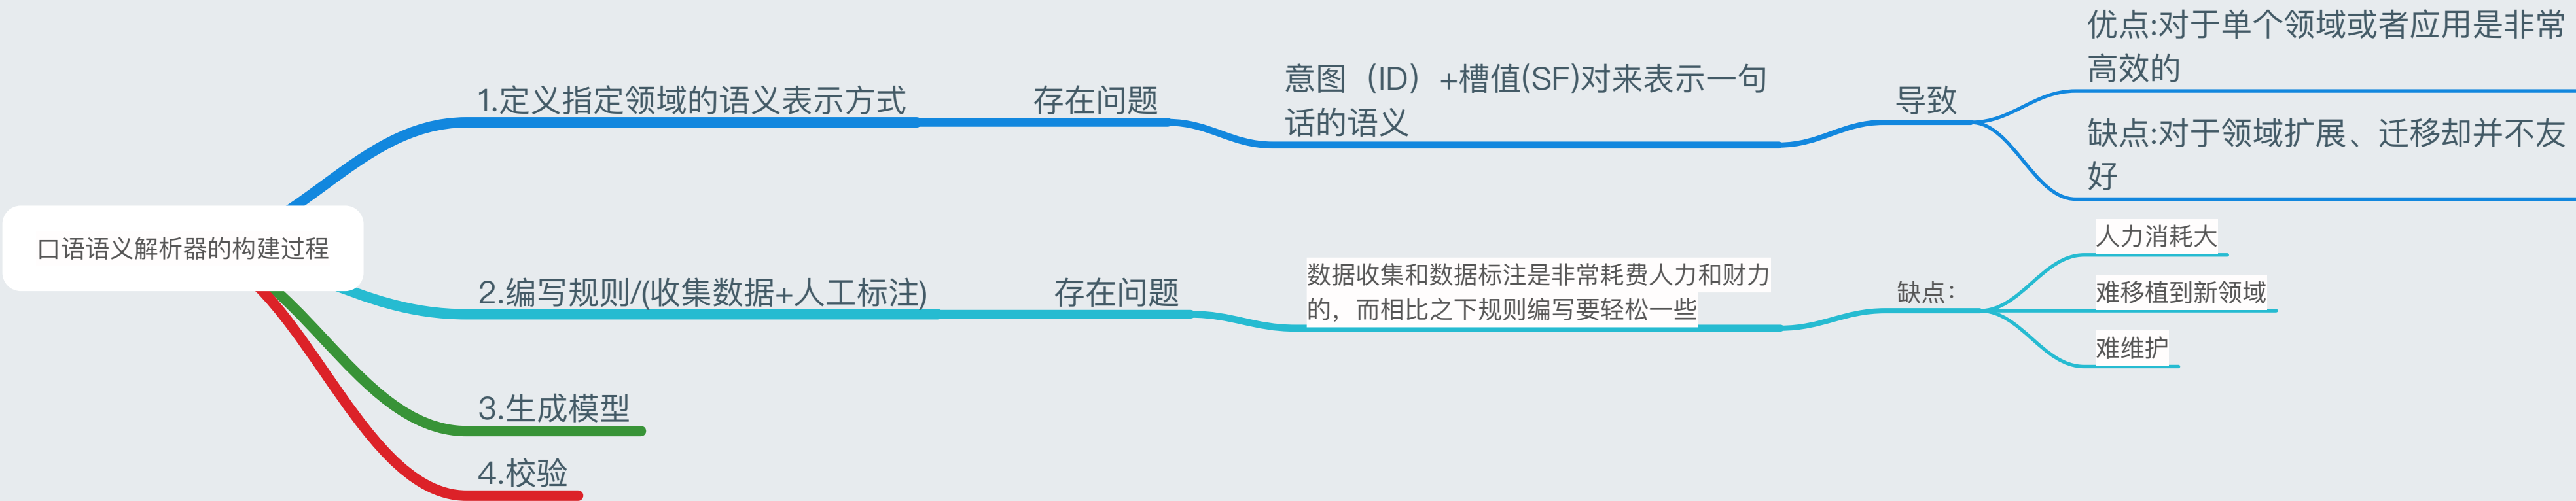 口语语义解析器的构建过程
1.定义指定领域的语义表示方式
存在问题
意图（ID）+槽值(SF)对来表示一句
话的语义
导致
优点:对于单个领域或者应用是非常
高效的
缺点:对于领域扩展、迁移却并不友
好
2.编写规则/(收集数据+人工标注)
存在问题
数据收集和数据标注是非常耗费人力和财力
的，而相比之下规则编写要轻松一些
缺点：
人力消耗大
难移植到新领域
难维护
3.生成模型
4.校验